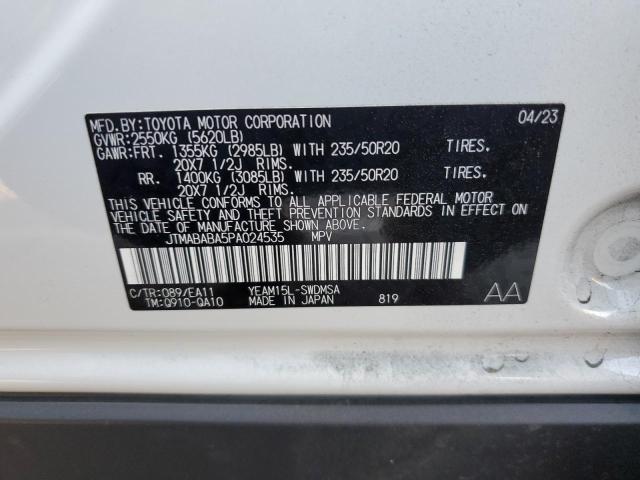 MFD.BY:TOYOTA MOTOR CORPORATION 04/23
GVWR:2550KG (5620LB)
GAWR:FRT. 1355KG (2985LB) WITH 235/50R20 TIRES.
20X7 1/2J RIMS.
RR. 1400KG (3085LB) WITH 235/50R20 TIRES.
20X7 1/2J RIMS.
THIS VEHICLE CONFORMS TO ALL APPLICABLE FEDERAL MOTOR
VEHICLE SAFETY AND THEFT PREVENTION STANDARDS IN EFFECT ON
THE DATE OF MANUFACTURE SHOWN ABOVE.
JTMABABA5PA024535 MPV
C/TR:089/EA11 YEAM15L-SWDMSA
TM:Q910-QA10 MADE IN JAPAN 819 AA